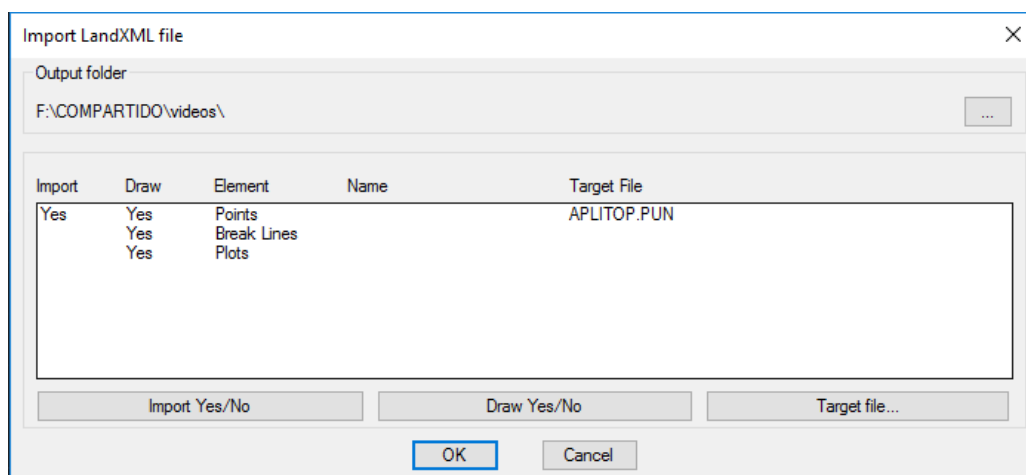 Import LandXML file
Output folder
F:\COMPARTIDO\videos\
...
Import Draw Element Name Target File
Yes Yes Points APLITOP.PUN
Yes Break Lines
Yes Plots
Import Yes/No Draw Yes/No Target file...
OK Cancel